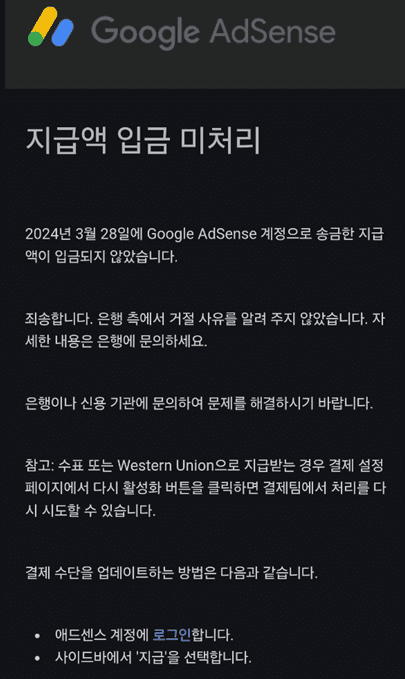 Google AdSense
지급액 입금 미처리
2024년 3월 28일에 Google AdSense 계정으로 송금한 지급
액이 입금되지 않았습니다.
죄송합니다. 은행 측에서 거절 사유를 알려 주지 않았습니다. 자
세한 내용은 은행에 문의하세요.
은행이나 신용 기관에 문의하여 문제를 해결하시기 바랍니다.
참고: 수표 또는 Western Union으로 지급받는 경우 결제 설정
페이지에서 다시 활성화 버튼을 클릭하면 결제팀에서 처리를 다
시 시도할 수 있습니다.
결제 수단을 업데이트하는 방법은 다음과 같습니다.
• 애드센스 계정에 로그인합니다.
• 사이드바에서 '지급'을 선택합니다.